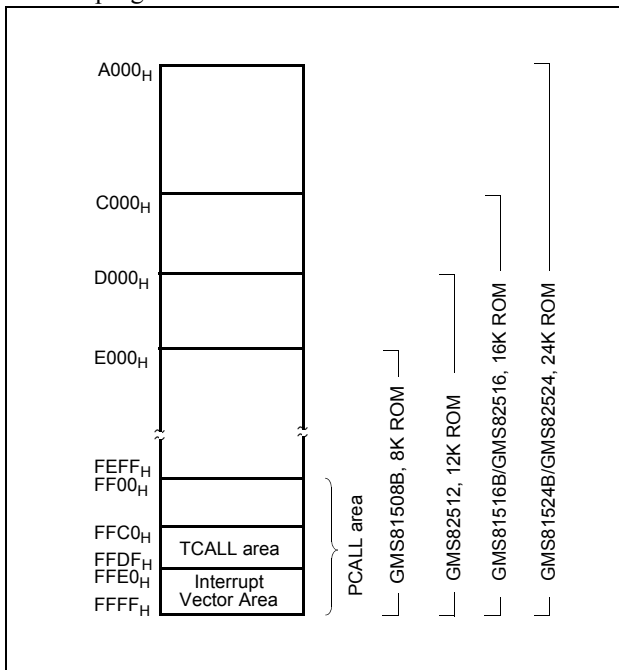 A000H
C000H
D000H
E000H
FEFFH
FF00H
FFC0H
TCALL area
FFDFH
FFE0H
Interrupt
Vector Area
FFFFH
PCALL area
GMS81508B, 8K ROM
GMS82512, 12K ROM
GMS81516B/GMS82516, 16K ROM
GMS81524B/GMS82524, 24K ROM